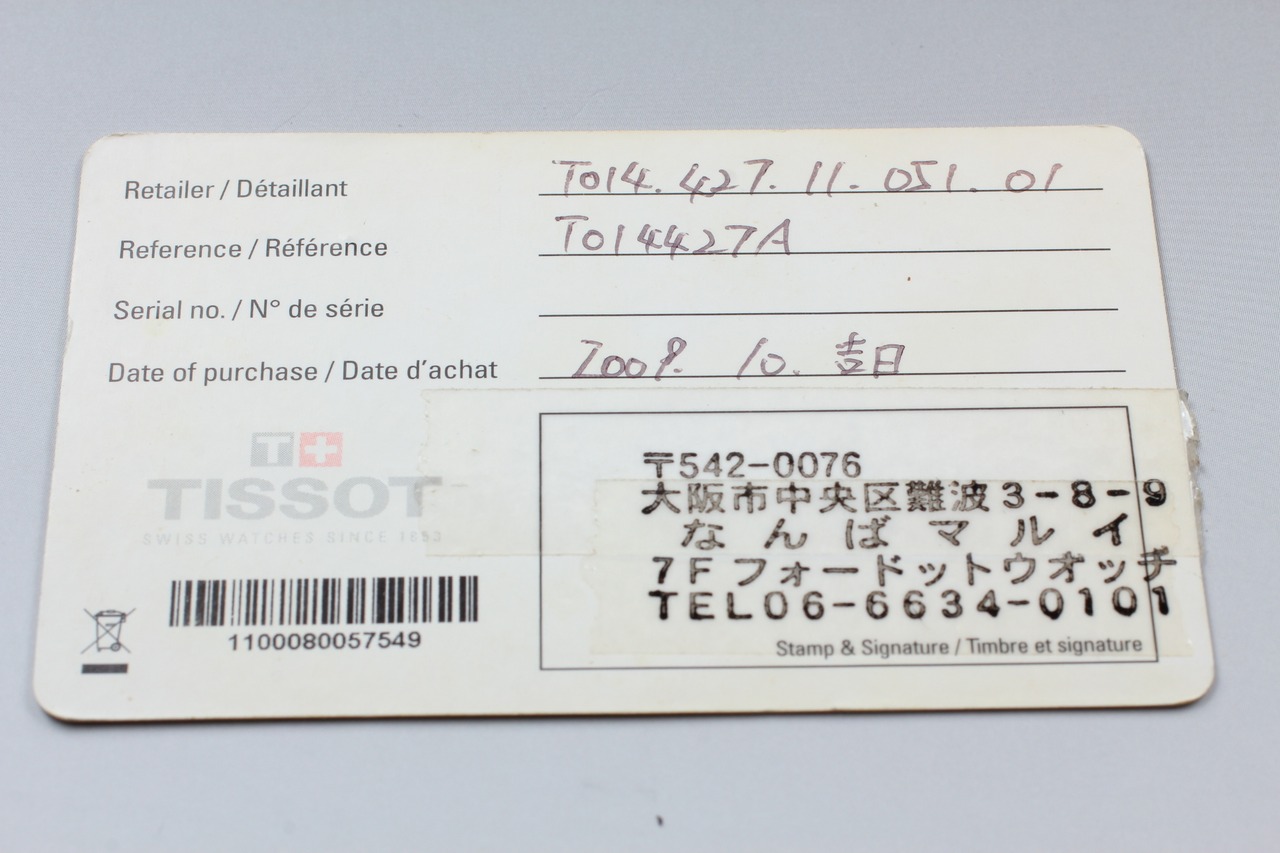 Retailer / Détaillant T014.427.11.051.01
Reference / Référence T014427A
Serial no. / N° de série
Date of purchase / Date d'achat 2009. 10. 吉日
T+
TISSOT
SWISS WATCHES SINCE 1853
1100080057549
〒542-0076
大阪市中央区難波3-8-9
なんばマルイ
7Fフォードットウオッチ
TEL06-6634-0101
Stamp & Signature / Timbre et signature